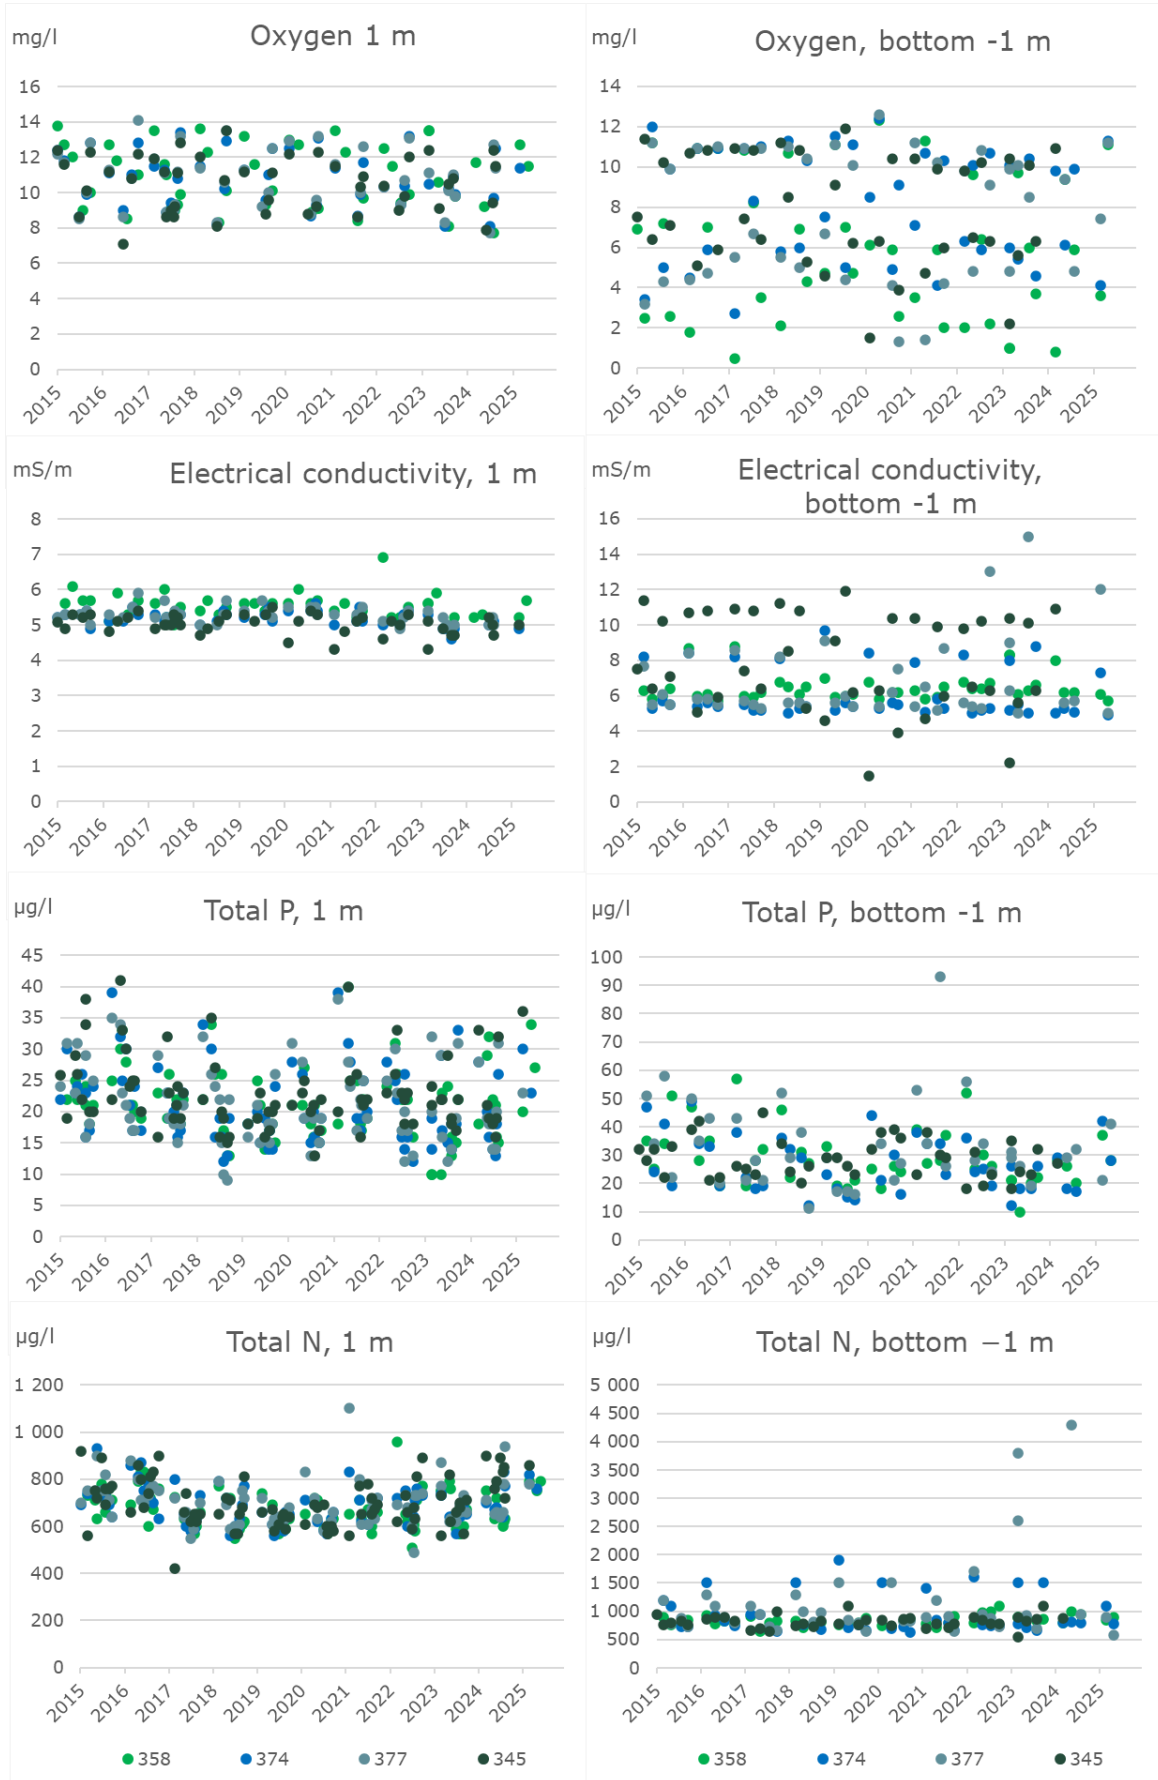 mg/l
Oxygen 1 m
16
14
12
10
8
6
4
2
0
2015 2016 2017 2018 2019 2020 2021 2022 2023 2024 2025
mg/l
Oxygen, bottom -1 m
14
12
10
8
6
4
2
0
2015 2016 2017 2018 2019 2020 2021 2022 2023 2024 2025
mS/m
Electrical conductivity, 1 m
8
7
6
5
4
3
2
1
0
2015 2016 2017 2018 2019 2020 2021 2022 2023 2024 2025
mS/m
Electrical conductivity,
bottom -1 m
16
14
12
10
8
6
4
2
0
2015 2016 2017 2018 2019 2020 2021 2022 2023 2024 2025
µg/l
Total P, 1 m
45
40
35
30
25
20
15
10
5
0
2015 2016 2017 2018 2019 2020 2021 2022 2023 2024 2025
µg/l
Total P, bottom -1 m
100
90
80
70
60
50
40
30
20
10
0
2015 2016 2017 2018 2019 2020 2021 2022 2023 2024 2025
µg/l
Total N, 1 m
1 200
1 000
800
600
400
200
0
2015 2016 2017 2018 2019 2020 2021 2022 2023 2024 2025
358 374 377 345
µg/l
Total N, bottom −1 m
5 000
4 500
4 000
3 500
3 000
2 500
2 000
1 500
1 000
500
0
2015 2016 2017 2018 2019 2020 2021 2022 2023 2024 2025
358 374 377 345